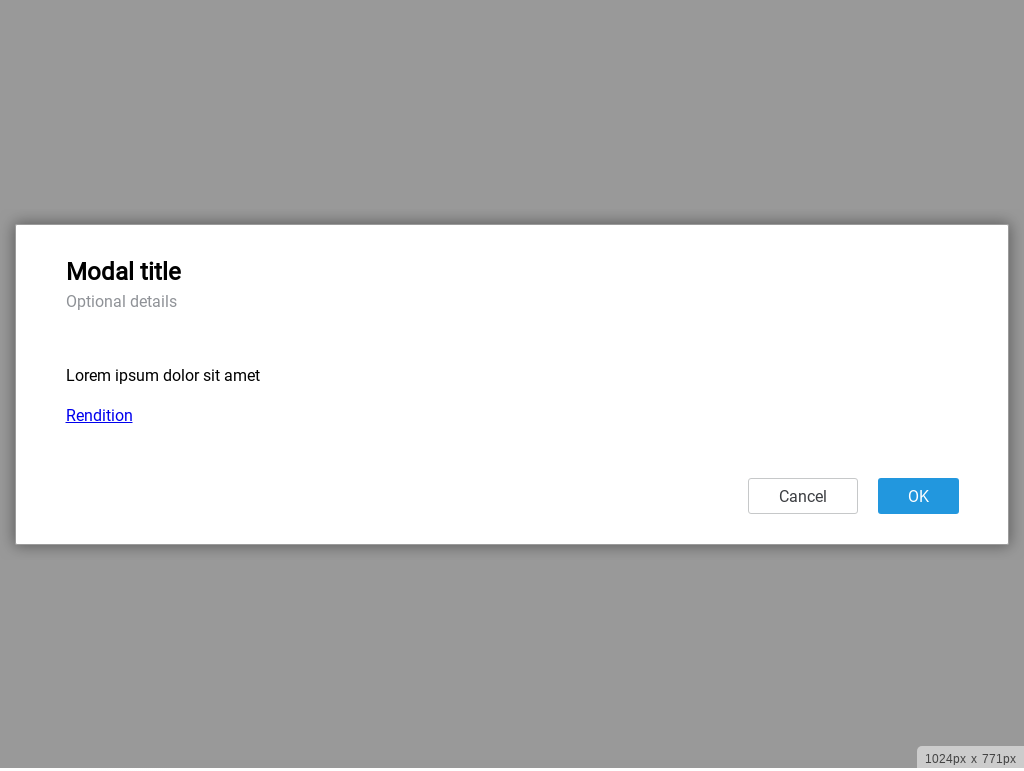 Modal title
Optional details
Lorem ipsum dolor sit amet
Rendition
Cancel
OK
1024px x 771px